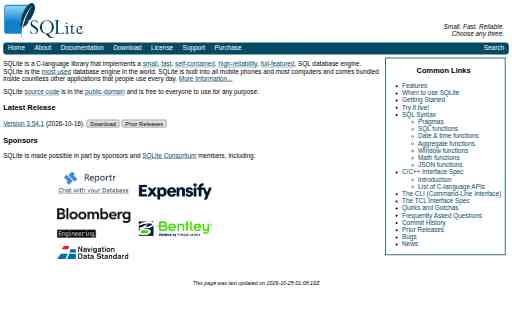 SQLite
Small. Fast. Reliable.
Choose any three.
Home About Documentation Download License Support Purchase Search
SQLite is a C-language library that implements a small, fast, self-contained, high-reliability, full-featured, SQL database engine.
SQLite is the most used database engine in the world. SQLite is built into all mobile phones and most computers and comes bundled
inside countless other applications that people use every day. More Information...
SQLite source code is in the public-domain and is free to everyone to use for any purpose.
Latest Release
Version 3.54.1 (2026-10-16). Download Prior Releases
Sponsors
SQLite is made possible in part by sponsors and SQLite Consortium members, including:
Reportr
Chat with your Database
Expensify
Bloomberg
Engineering
Bentley
Navigation
Data Standard
Common Links
Features
When to use SQLite
Getting Started
Try it live!
SQL Syntax
Pragmas
SQL functions
Date & time functions
Aggregate functions
Window functions
Math functions
JSON functions
C/C++ Interface Spec
Introduction
List of C-language APIs
The CLI (Command-Line Interface)
The TCL Interface Spec
Quirks and Gotchas
Frequently Asked Questions
Commit History
Prior Releases
Bugs
News
This page was last updated on